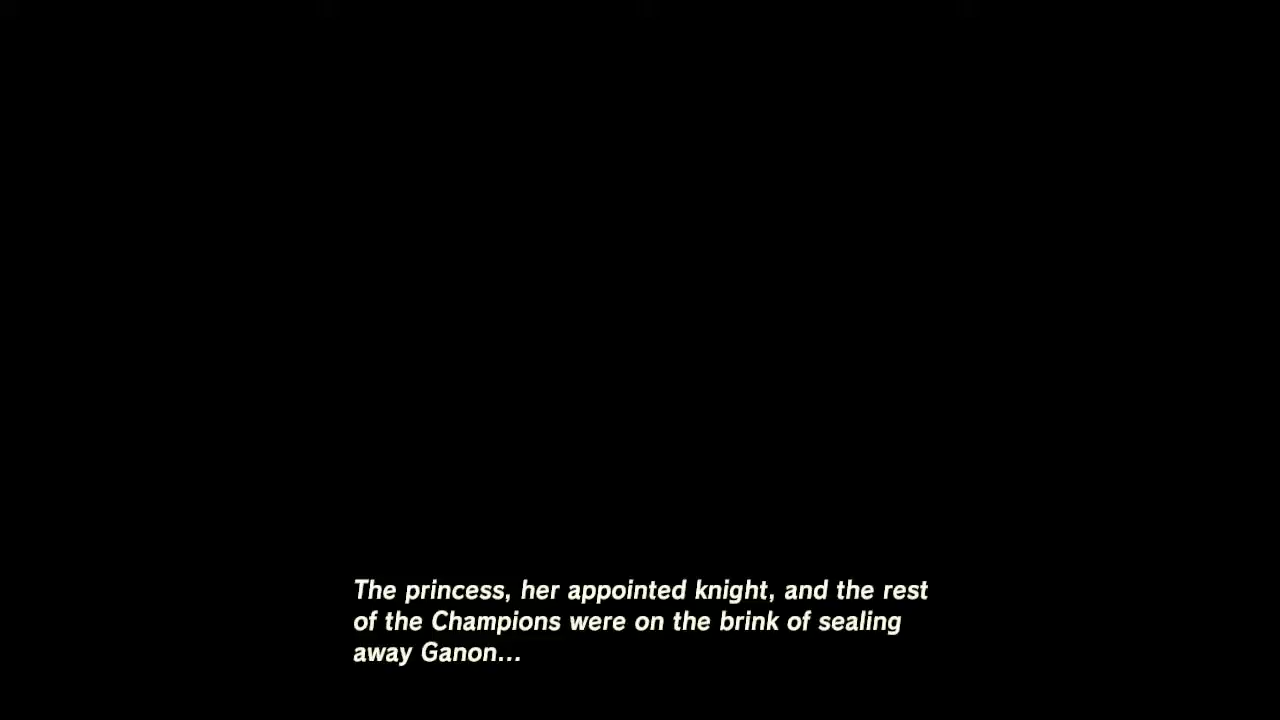 The princess, her appointed knight, and the rest
of the Champions were on the brink of sealing
away Ganon...